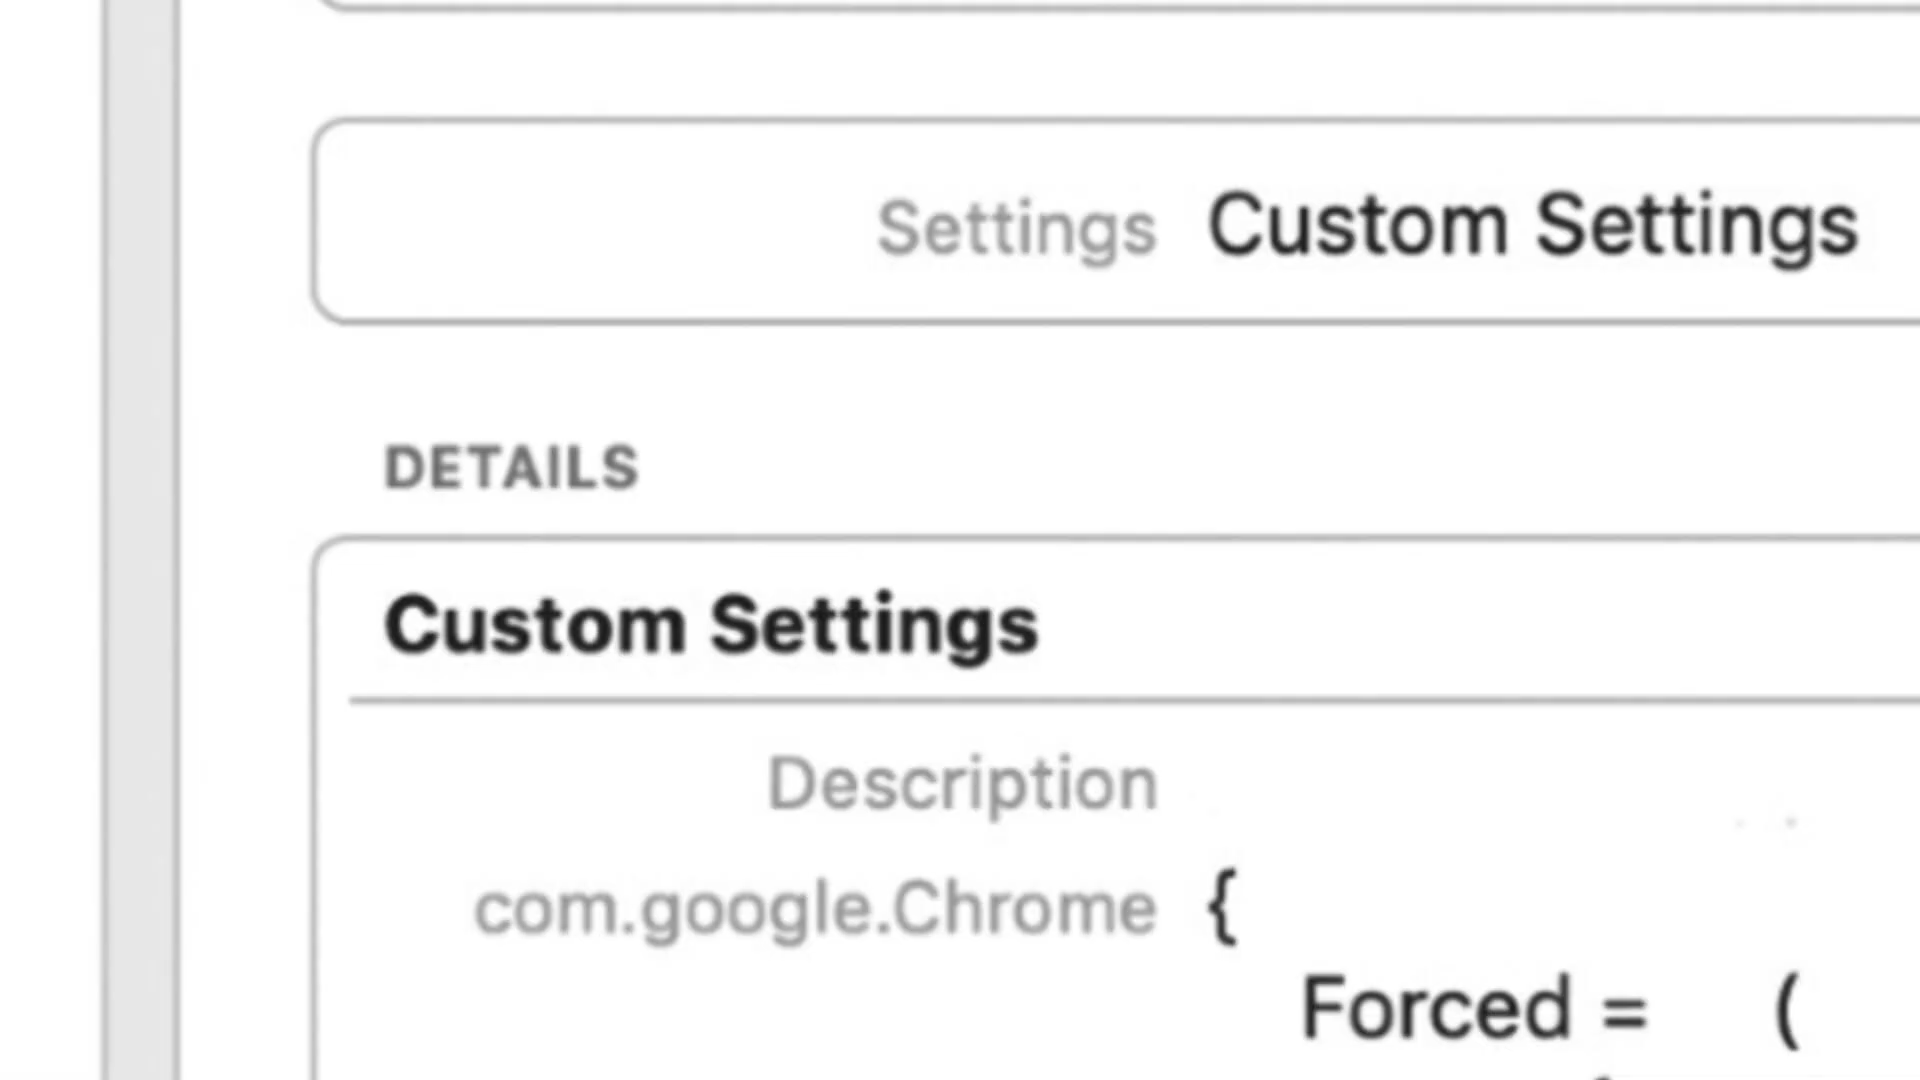 Settings Custom Settings
DETAILS
Custom Settings
Description
com.google.Chrome {
Forced = (